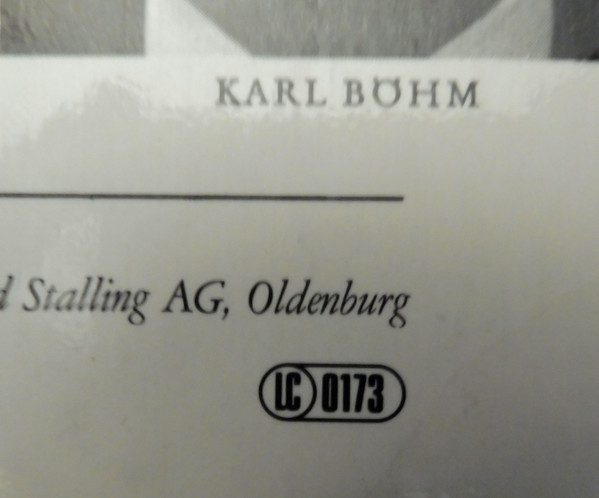 KARL BÖHM
d Stalling AG, Oldenburg
LC 0173